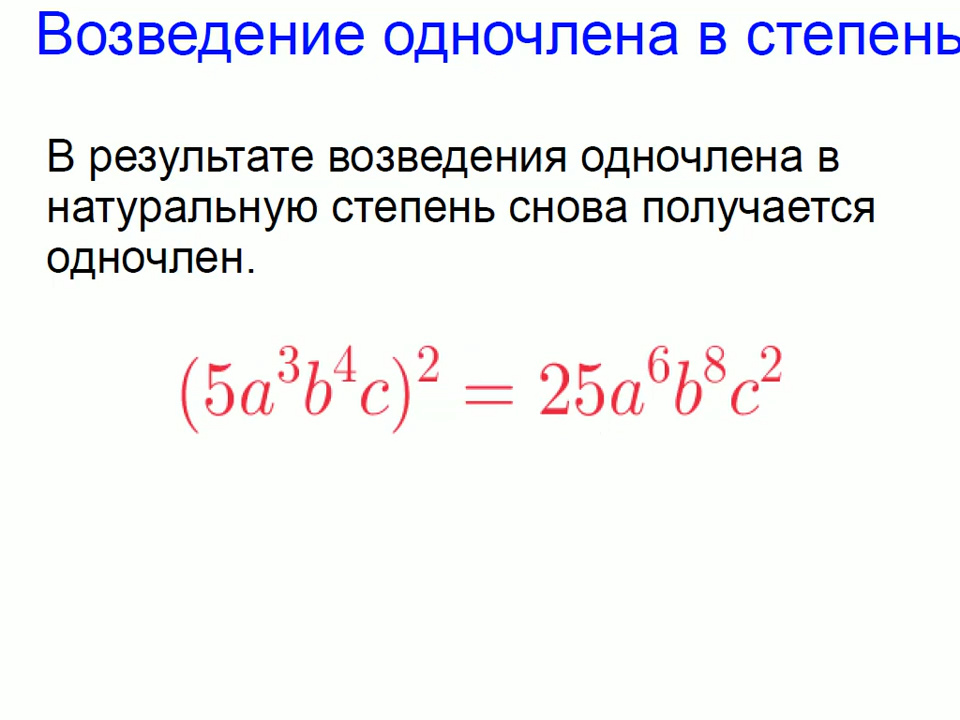 Возведение одночлена в степень
В результате возведения одночлена в
натуральную степень снова получается
одночлен.
(5a³b⁴c)² = 25a⁶b⁸c²